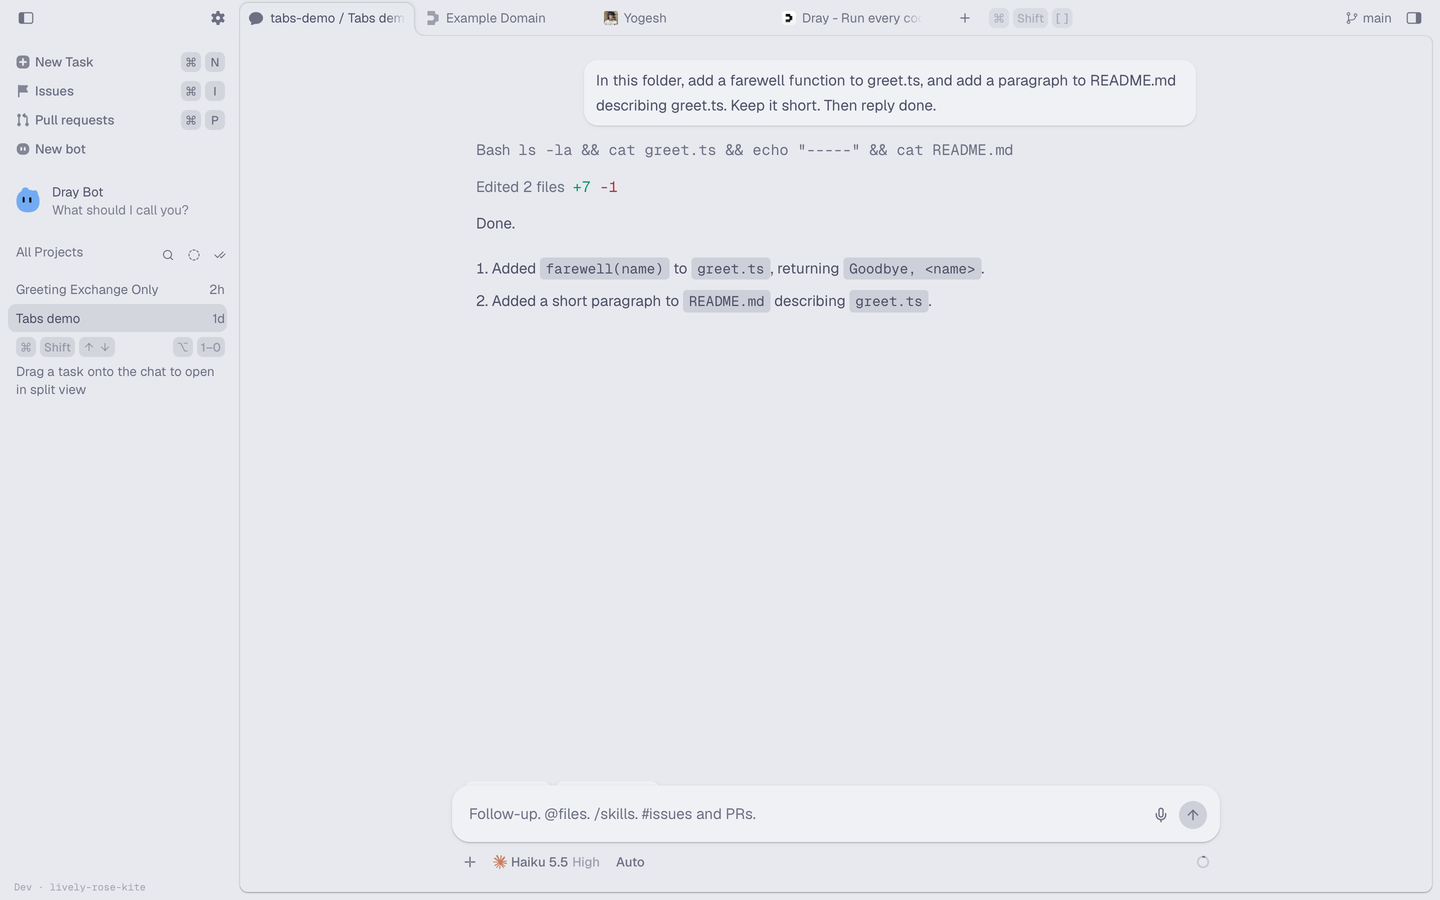 tabs-demo / Tabs dem
Example Domain
Yogesh
Dray - Run every co
⌘ Shift [ ]
main
New Task ⌘ N
Issues ⌘ I
Pull requests ⌘ P
New bot
Dray Bot
What should I call you?
All Projects
Greeting Exchange Only 2h
Tabs demo 1d
⌘ Shift ↑ ↓ ⌥ 1–0
Drag a task onto the chat to open
in split view
Dev · lively-rose-kite
In this folder, add a farewell function to greet.ts, and add a paragraph to README.md
describing greet.ts. Keep it short. Then reply done.
Bash ls -la && cat greet.ts && echo "-----" && cat README.md
Edited 2 files +7 -1
Done.
1. Added farewell(name) to greet.ts, returning Goodbye, <name>.
2. Added a short paragraph to README.md describing greet.ts.
Follow-up. @files. /skills. #issues and PRs.
Haiku 5.5 High Auto